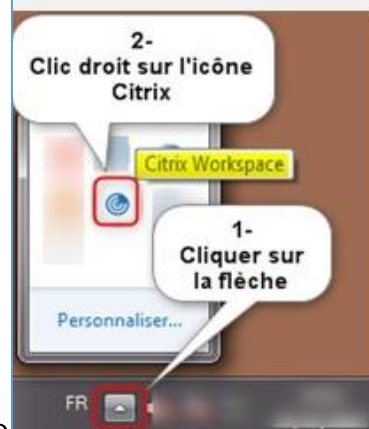 2-
Clic droit sur l'icône
Citrix
Citrix Workspace
1-
Cliquer sur
la flèche
Personnaliser...
FR